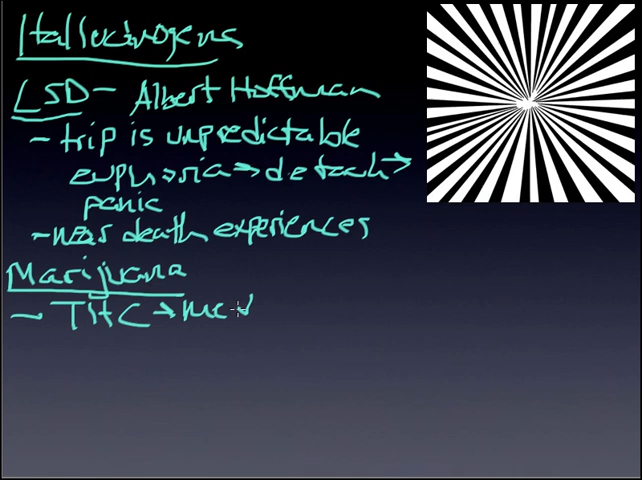 Hallucinogens
LSD - Albert Hoffman
- trip is unpredictable
euphoria → detach →
panic
- near death experiences
Marijuana
- THC →